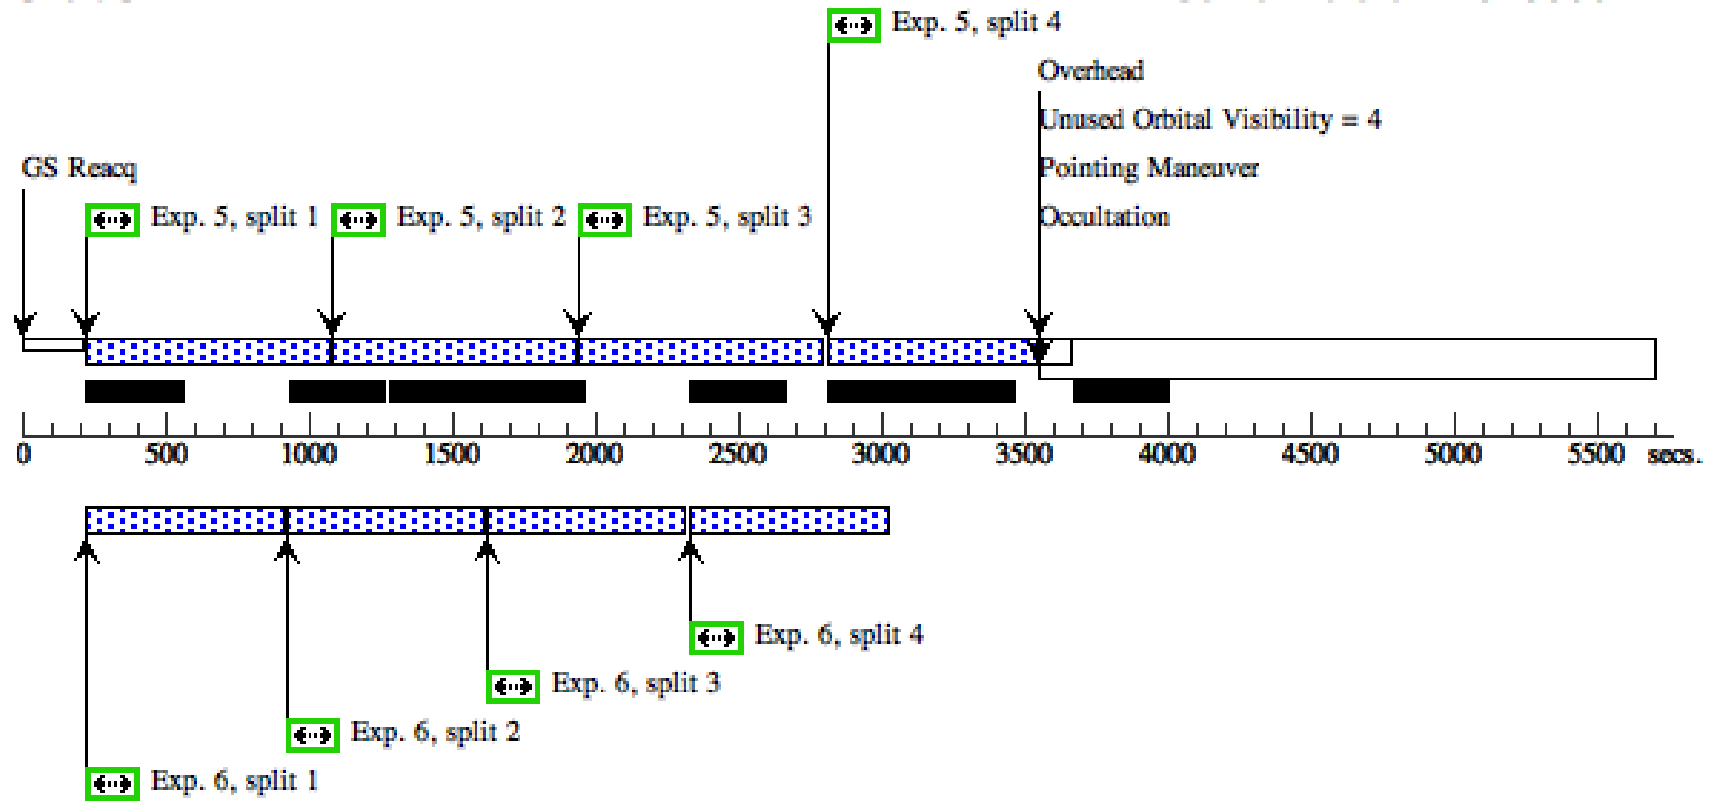 Exp. 5, split 4
Overhead
Unused Orbital Visibility = 4
GS Reacq
Pointing Maneuver
Exp. 5, split 1
Exp. 5, split 2
Exp. 5, split 3
Occultation
0 500 1000 1500 2000 2500 3000 3500 4000 4500 5000 5500 secs.
Exp. 6, split 4
Exp. 6, split 3
Exp. 6, split 2
Exp. 6, split 1